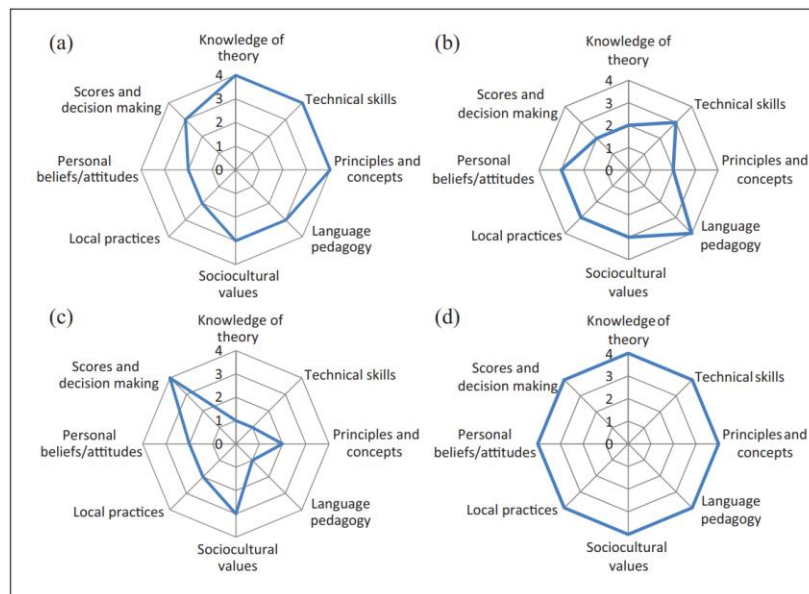 (a)
Knowledge of
theory
4
3
2
1
0
Scores and
decision making
Technical skills
Personal
beliefs/attitudes
Principles and
concepts
Local practices
Language
pedagogy
Sociocultural
values
(b)
Knowledge of
theory
4
3
2
1
0
Scores and
decision making
Technical skills
Personal
beliefs/attitudes
Principles and
concepts
Local practices
Language
pedagogy
Sociocultural
values
(c)
Knowledge of
theory
4
3
2
1
0
Scores and
decision making
Technical skills
Personal
beliefs/attitudes
Principles and
concepts
Local practices
Language
pedagogy
Sociocultural
values
(d)
Knowledge of
theory
4
3
2
1
0
Scores and
decision making
Technical skills
Personal
beliefs/attitudes
Principles and
concepts
Local practices
Language
pedagogy
Sociocultural
values